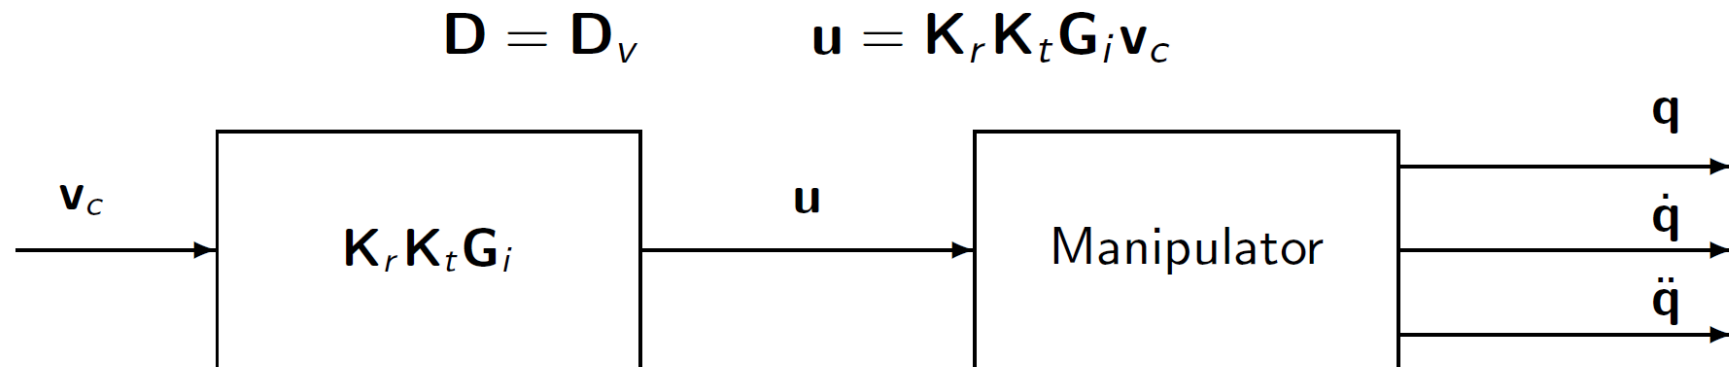 D = D_v u = K_r K_t G_i v_c
q
v_c u q̇
K_r K_t G_i Manipulator
q̈